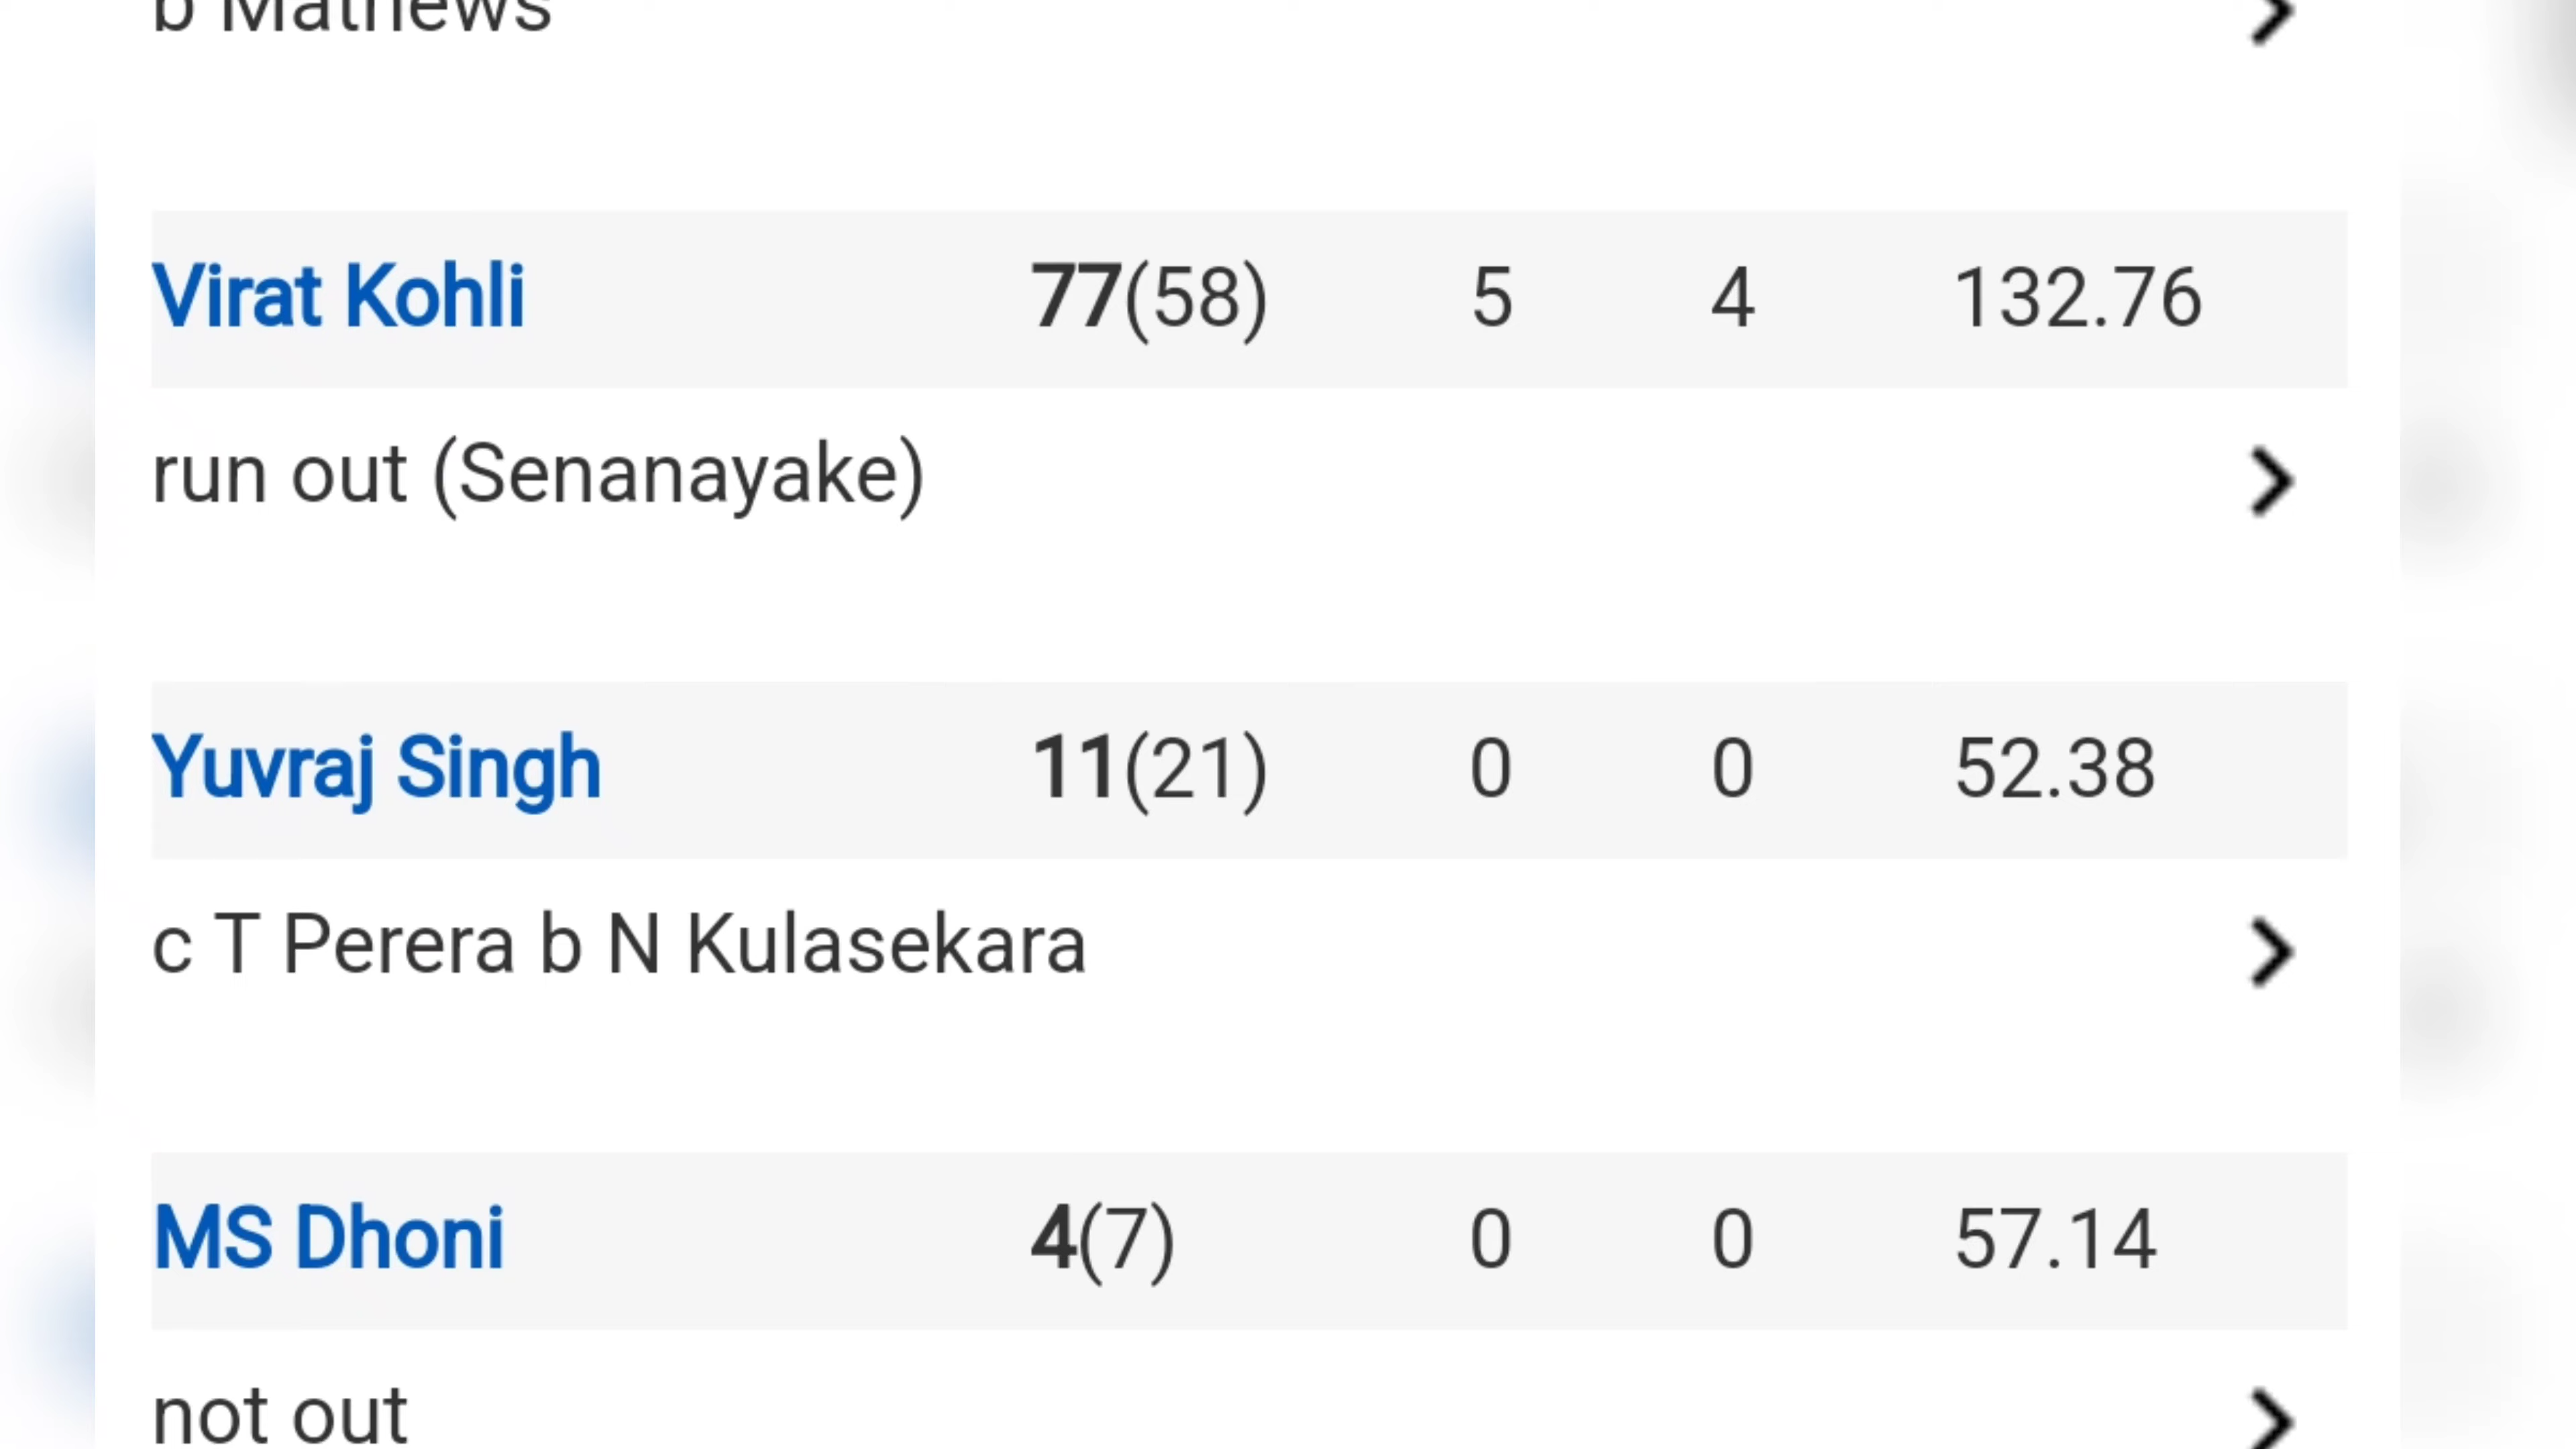 b Mathews
Virat Kohli 77(58) 5 4 132.76
run out (Senanayake)
Yuvraj Singh 11(21) 0 0 52.38
c T Perera b N Kulasekara
MS Dhoni 4(7) 0 0 57.14
not out